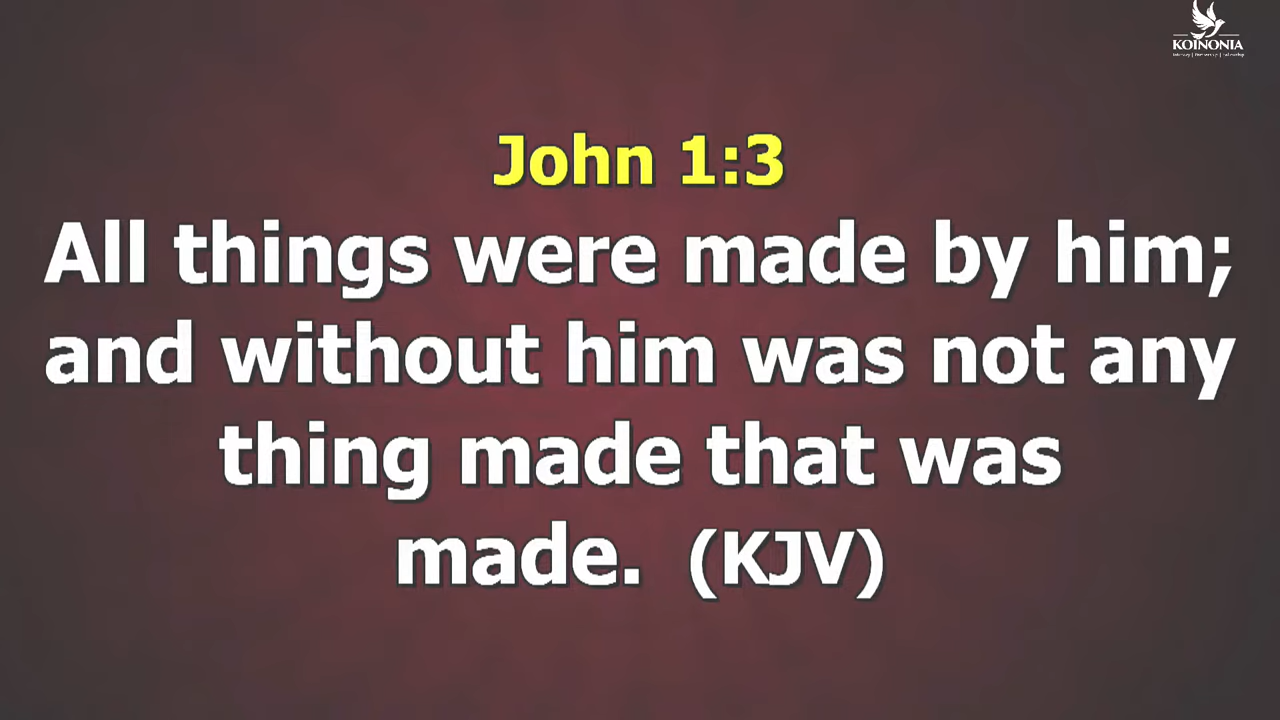 KOINONIA
John 1:3
All things were made by him;
and without him was not any
thing made that was
made.  (KJV)